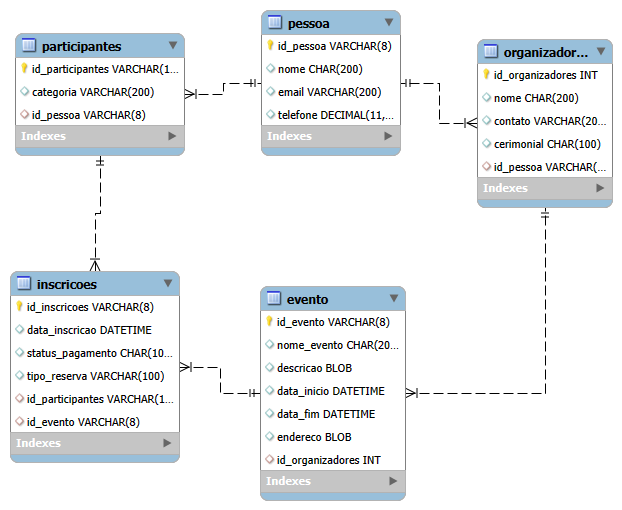 participantes
id_participantes VARCHAR(1...
categoria VARCHAR(200)
id_pessoa VARCHAR(8)
Indexes
pessoa
id_pessoa VARCHAR(8)
nome CHAR(200)
email VARCHAR(200)
telefone DECIMAL(11,...
Indexes
organizador...
id_organizadores INT
nome CHAR(200)
contato VARCHAR(20...
cerimonial CHAR(100)
id_pessoa VARCHAR(...
Indexes
inscricoes
id_inscricoes VARCHAR(8)
data_inscricao DATETIME
status_pagamento CHAR(10...
tipo_reserva VARCHAR(100)
id_participantes VARCHAR(1...
id_evento VARCHAR(8)
Indexes
evento
id_evento VARCHAR(8)
nome_evento CHAR(20...
descricao BLOB
data_inicio DATETIME
data_fim DATETIME
endereco BLOB
id_organizadores INT
Indexes